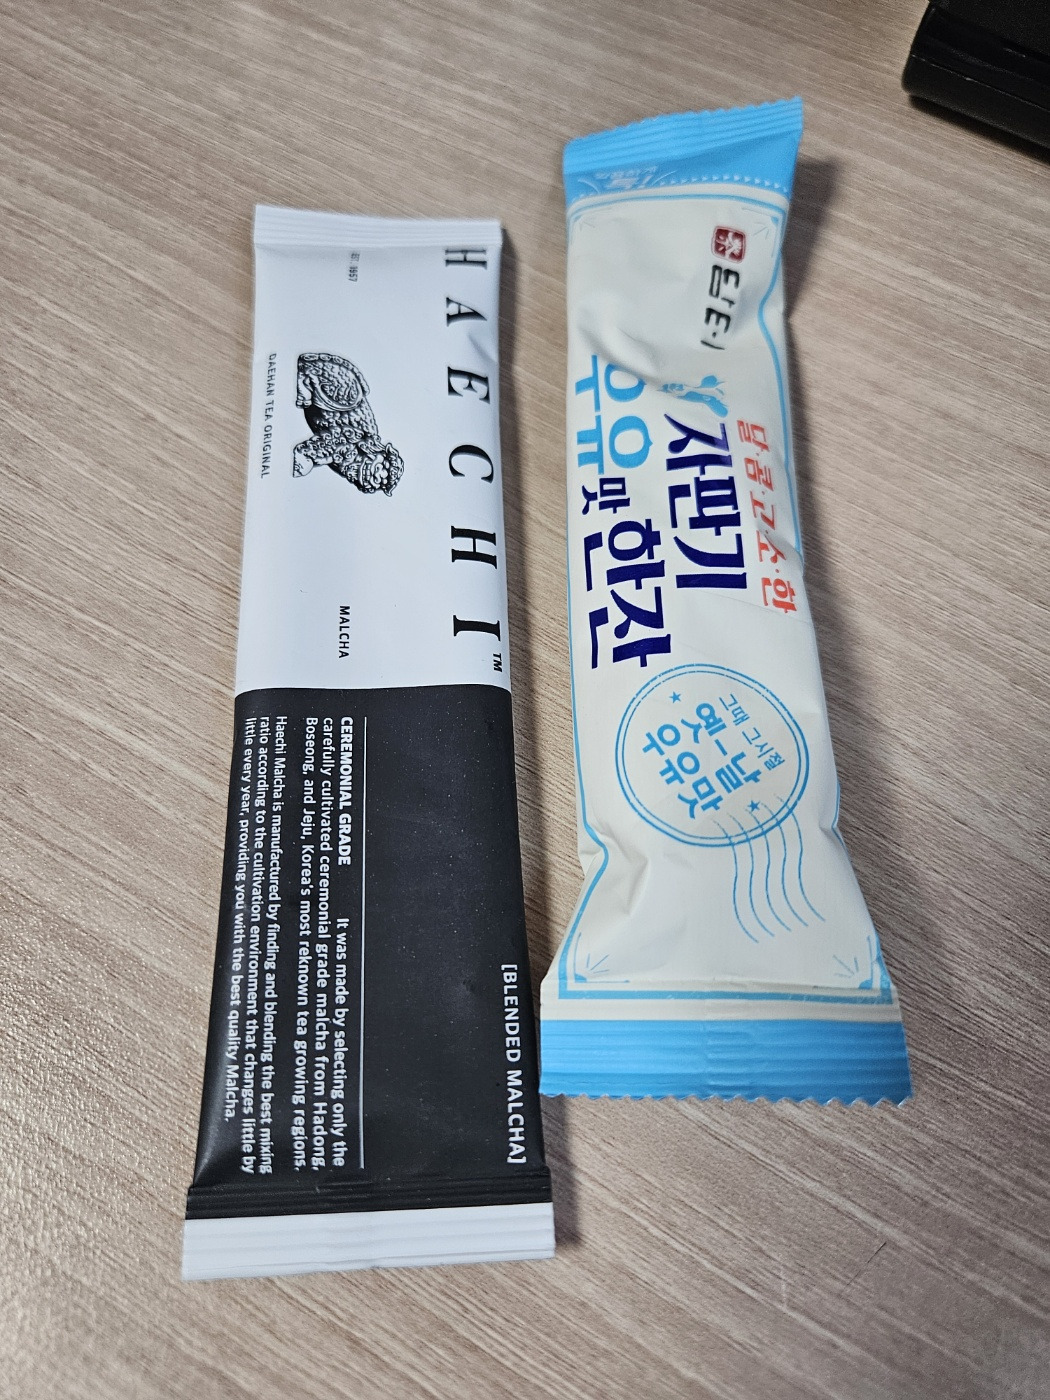 HAECHI™
EST. 1957
MALCHA
DAEHAN TEA ORIGINAL
[BLENDED MALCHA]
CEREMONIAL GRADE It was made by selecting only the
carefully cultivated ceremonial grade malcha from Hadong,
Boseong, and Jeju, Korea's most reknown tea growing regions.
Haechi Malcha is manufactured by finding and blending the best mixing
ratio according to the cultivation environment that changes little by
little every year, providing you with the best quality Malcha.
담터
달·콤·고·소·한
자판기
우유맛 한잔
그때 그시절
옛-날
우유맛